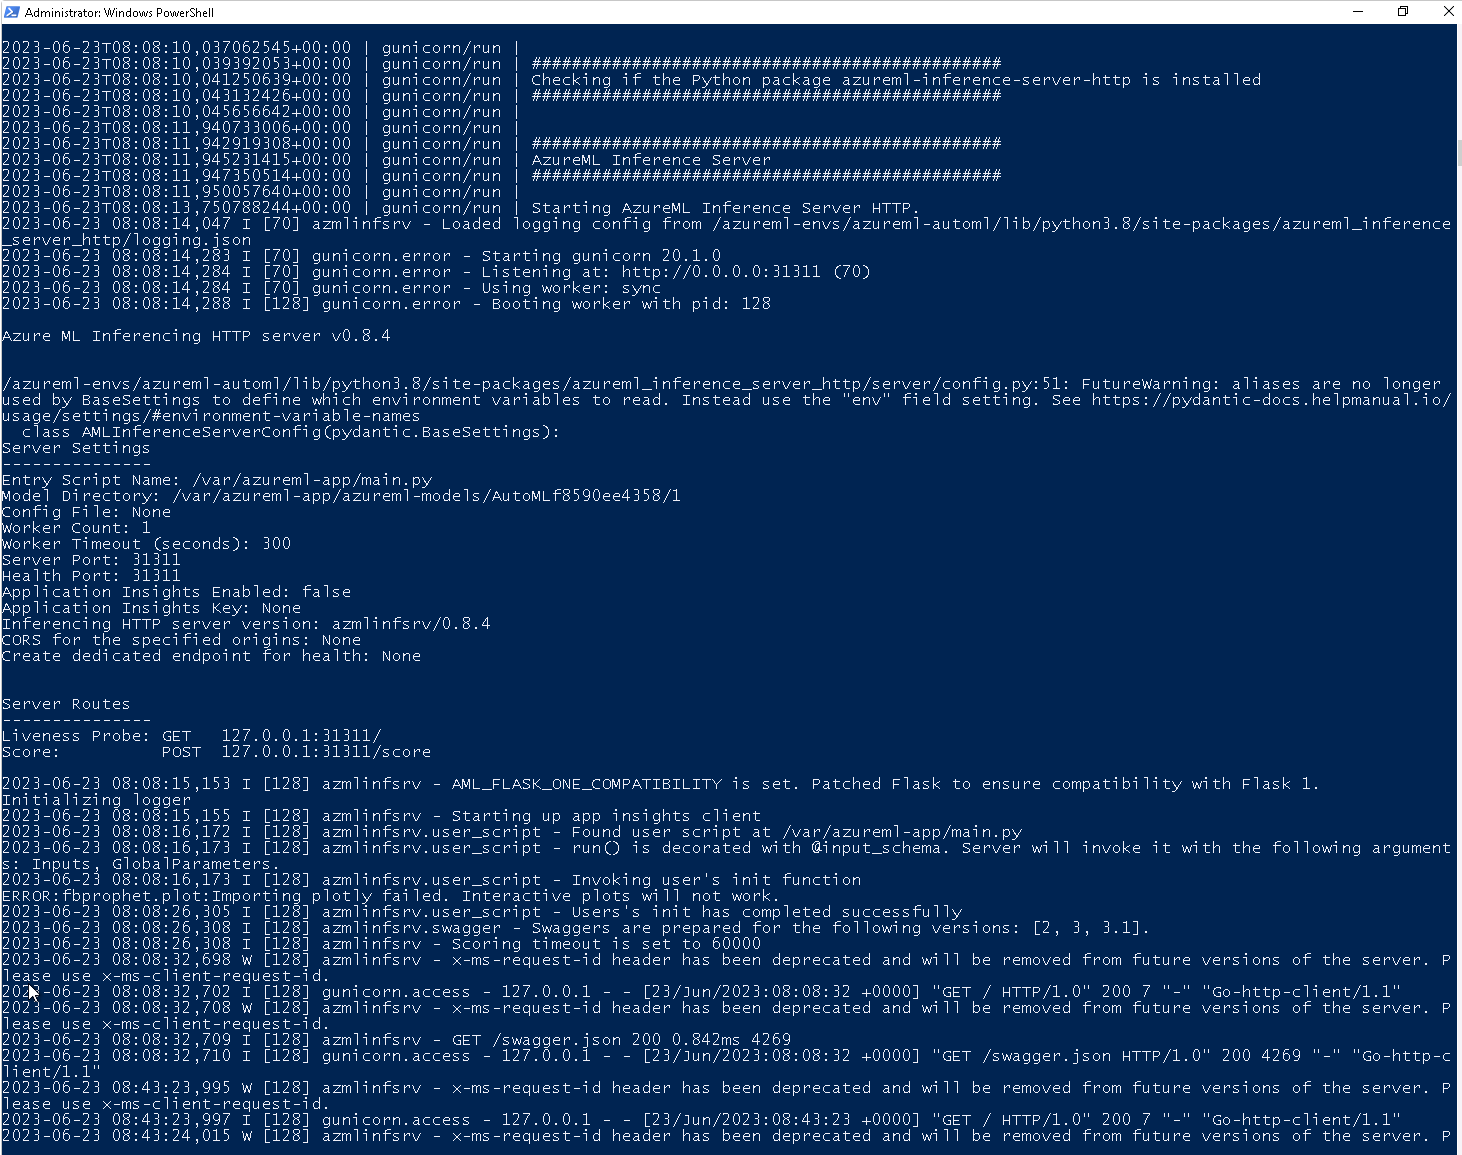 Administrator: Windows PowerShell
2023-06-23T08:08:10,037062545+00:00 | gunicorn/run |
2023-06-23T08:08:10,039392053+00:00 | gunicorn/run | ###############################################
2023-06-23T08:08:10,041250639+00:00 | gunicorn/run | Checking if the Python package azureml-inference-server-http is installed
2023-06-23T08:08:10,043132426+00:00 | gunicorn/run | ###############################################
2023-06-23T08:08:10,045656642+00:00 | gunicorn/run |
2023-06-23T08:08:11,940733006+00:00 | gunicorn/run |
2023-06-23T08:08:11,942919308+00:00 | gunicorn/run | ###############################################
2023-06-23T08:08:11,945231415+00:00 | gunicorn/run | AzureML Inference Server
2023-06-23T08:08:11,947350514+00:00 | gunicorn/run | ###############################################
2023-06-23T08:08:11,950057640+00:00 | gunicorn/run |
2023-06-23T08:08:13,750788244+00:00 | gunicorn/run | Starting AzureML Inference Server HTTP.
2023-06-23 08:08:14,047 I [70] azmlinfsrv - Loaded logging config from /azureml-envs/azureml-automl/lib/python3.8/site-packages/azureml_inference
_server_http/logging.json
2023-06-23 08:08:14,283 I [70] gunicorn.error - Starting gunicorn 20.1.0
2023-06-23 08:08:14,284 I [70] gunicorn.error - Listening at: http://0.0.0.0:31311 (70)
2023-06-23 08:08:14,284 I [70] gunicorn.error - Using worker: sync
2023-06-23 08:08:14,288 I [128] gunicorn.error - Booting worker with pid: 128
Azure ML Inferencing HTTP server v0.8.4
/azureml-envs/azureml-automl/lib/python3.8/site-packages/azureml_inference_server_http/server/config.py:51: FutureWarning: aliases are no longer
used by BaseSettings to define which environment variables to read. Instead use the "env" field setting. See https://pydantic-docs.helpmanual.io/
usage/settings/#environment-variable-names
  class AMLInferenceServerConfig(pydantic.BaseSettings):
Server Settings
---------------
Entry Script Name: /var/azureml-app/main.py
Model Directory: /var/azureml-app/azureml-models/AutoMLf8590ee4358/1
Config File: None
Worker Count: 1
Worker Timeout (seconds): 300
Server Port: 31311
Health Port: 31311
Application Insights Enabled: false
Application Insights Key: None
Inferencing HTTP server version: azmlinfsrv/0.8.4
CORS for the specified origins: None
Create dedicated endpoint for health: None
Server Routes
---------------
Liveness Probe: GET   127.0.0.1:31311/
Score:          POST  127.0.0.1:31311/score
2023-06-23 08:08:15,153 I [128] azmlinfsrv - AML_FLASK_ONE_COMPATIBILITY is set. Patched Flask to ensure compatibility with Flask 1.
Initializing logger
2023-06-23 08:08:15,155 I [128] azmlinfsrv - Starting up app insights client
2023-06-23 08:08:16,172 I [128] azmlinfsrv.user_script - Found user script at /var/azureml-app/main.py
2023-06-23 08:08:16,173 I [128] azmlinfsrv.user_script - run() is decorated with @input_schema. Server will invoke it with the following argument
s: Inputs, GlobalParameters.
2023-06-23 08:08:16,173 I [128] azmlinfsrv.user_script - Invoking user's init function
ERROR:fbprophet.plot:Importing plotly failed. Interactive plots will not work.
2023-06-23 08:08:26,305 I [128] azmlinfsrv.user_script - Users's init has completed successfully
2023-06-23 08:08:26,308 I [128] azmlinfsrv.swagger - Swaggers are prepared for the following versions: [2, 3, 3.1].
2023-06-23 08:08:26,308 I [128] azmlinfsrv - Scoring timeout is set to 60000
2023-06-23 08:08:32,698 W [128] azmlinfsrv - x-ms-request-id header has been deprecated and will be removed from future versions of the server. P
lease use x-ms-client-request-id.
2023-06-23 08:08:32,702 I [128] gunicorn.access - 127.0.0.1 - - [23/Jun/2023:08:08:32 +0000] "GET / HTTP/1.0" 200 7 "-" "Go-http-client/1.1"
2023-06-23 08:08:32,708 W [128] azmlinfsrv - x-ms-request-id header has been deprecated and will be removed from future versions of the server. P
lease use x-ms-client-request-id.
2023-06-23 08:08:32,709 I [128] azmlinfsrv - GET /swagger.json 200 0.842ms 4269
2023-06-23 08:08:32,710 I [128] gunicorn.access - 127.0.0.1 - - [23/Jun/2023:08:08:32 +0000] "GET /swagger.json HTTP/1.0" 200 4269 "-" "Go-http-c
lient/1.1"
2023-06-23 08:43:23,995 W [128] azmlinfsrv - x-ms-request-id header has been deprecated and will be removed from future versions of the server. P
lease use x-ms-client-request-id.
2023-06-23 08:43:23,997 I [128] gunicorn.access - 127.0.0.1 - - [23/Jun/2023:08:43:23 +0000] "GET / HTTP/1.0" 200 7 "-" "Go-http-client/1.1"
2023-06-23 08:43:24,015 W [128] azmlinfsrv - x-ms-request-id header has been deprecated and will be removed from future versions of the server. P